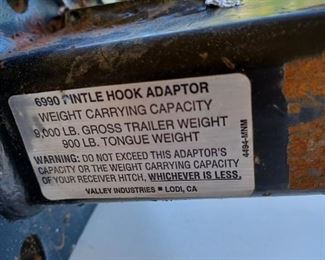 6990 PINTLE HOOK ADAPTOR
WEIGHT CARRYING CAPACITY
9,000 LB. GROSS TRAILER WEIGHT
900 LB. TONGUE WEIGHT
WARNING: DO NOT EXCEED THIS ADAPTOR'S
CAPACITY OR THE WEIGHT CARRYING CAPACITY
OF YOUR RECEIVER HITCH, WHICHEVER IS LESS.
VALLEY INDUSTRIES ■ LODI, CA
4494-MNM